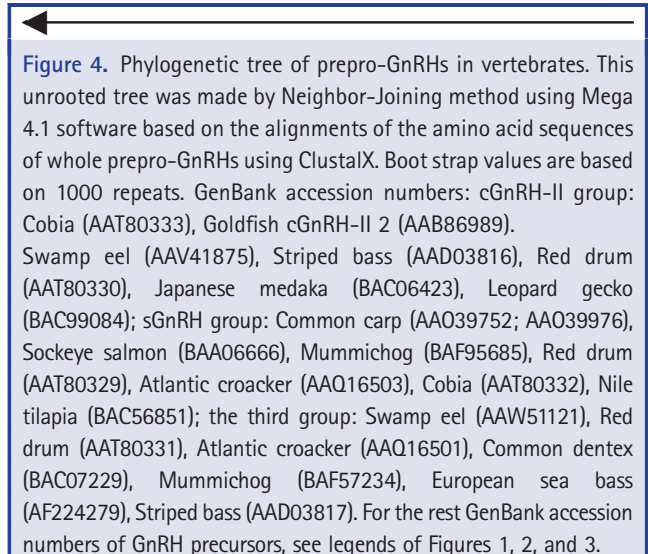 Figure 4. Phylogenetic tree of prepro-GnRHs in vertebrates. This
unrooted tree was made by Neighbor-Joining method using Mega
4.1 software based on the alignments of the amino acid sequences
of whole prepro-GnRHs using ClustalX. Boot strap values are based
on 1000 repeats. GenBank accession numbers: cGnRH-II group:
Cobia (AAT80333), Goldfish cGnRH-II 2 (AAB86989).
Swamp eel (AAV41875), Striped bass (AAD03816), Red drum
(AAT80330), Japanese medaka (BAC06423), Leopard gecko
(BAC99084); sGnRH group: Common carp (AAO39752; AAO39976),
Sockeye salmon (BAA06666), Mummichog (BAF95685), Red drum
(AAT80329), Atlantic croacker (AAQ16503), Cobia (AAT80332), Nile
tilapia (BAC56851); the third group: Swamp eel (AAW51121), Red
drum (AAT80331), Atlantic croacker (AAQ16501), Common dentex
(BAC07229), Mummichog (BAF57234), European sea bass
(AF224279), Striped bass (AAD03817). For the rest GenBank accession
numbers of GnRH precursors, see legends of Figures 1, 2, and 3.